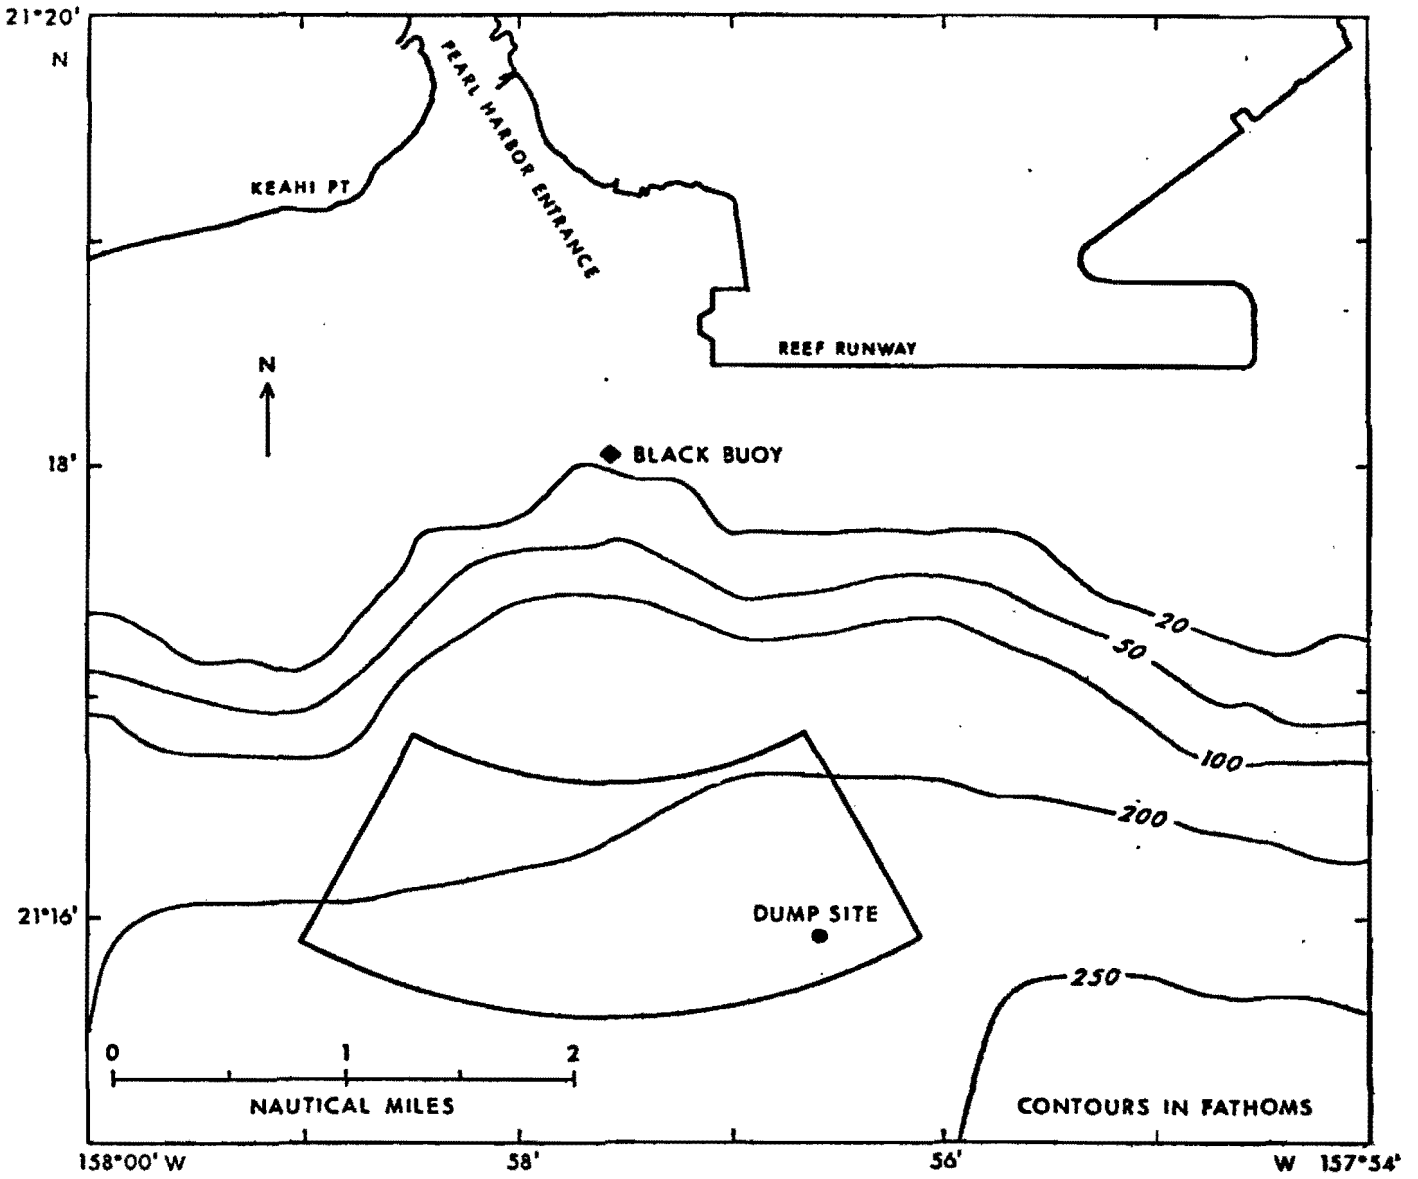 21°20'
N
PEARL HARBOR ENTRANCE
KEAHI PT
REEF RUNWAY
N
18'
BLACK BUOY
20
50
100
200
21°16'
DUMP SITE
250
0 1 2
NAUTICAL MILES
CONTOURS IN FATHOMS
158°00' W 58' 56' W 157°54'